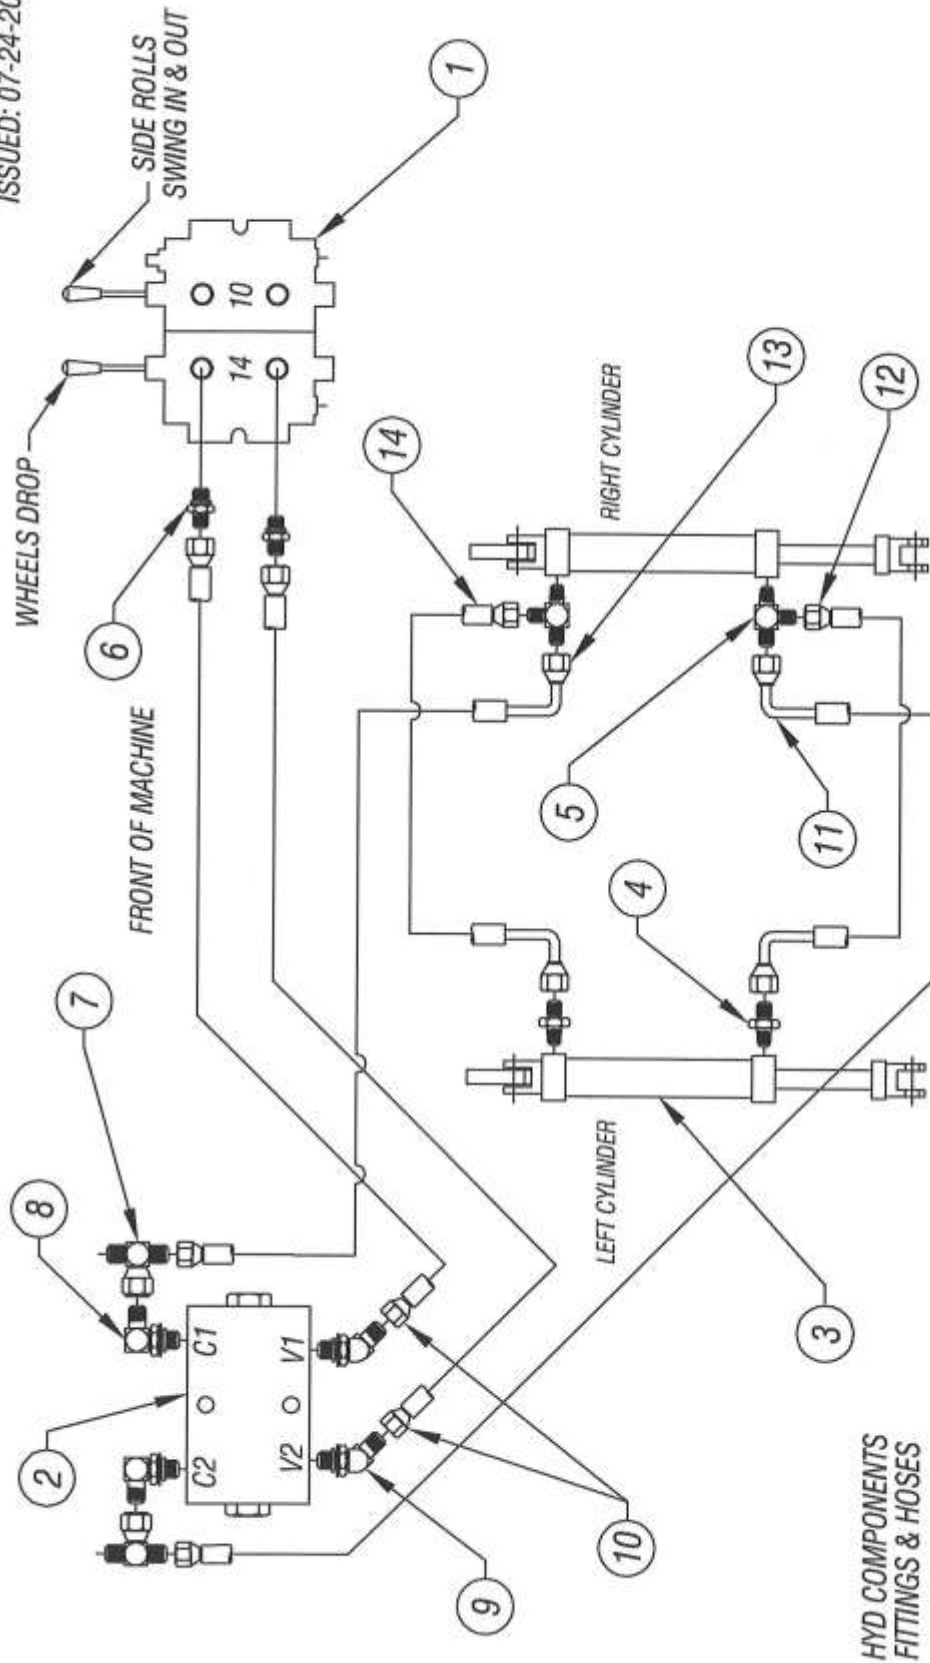 ISSUED: 07-24-20
SIDE ROLLS
SWING IN & OUT
WHEELS DROP
1
10
14
6
FRONT OF MACHINE
7
8
2
C1
C2
V1
V2
9
10
14
13
12
RIGHT CYLINDER
5
11
4
LEFT CYLINDER
3
HYD COMPONENTS
FITTINGS & HOSES